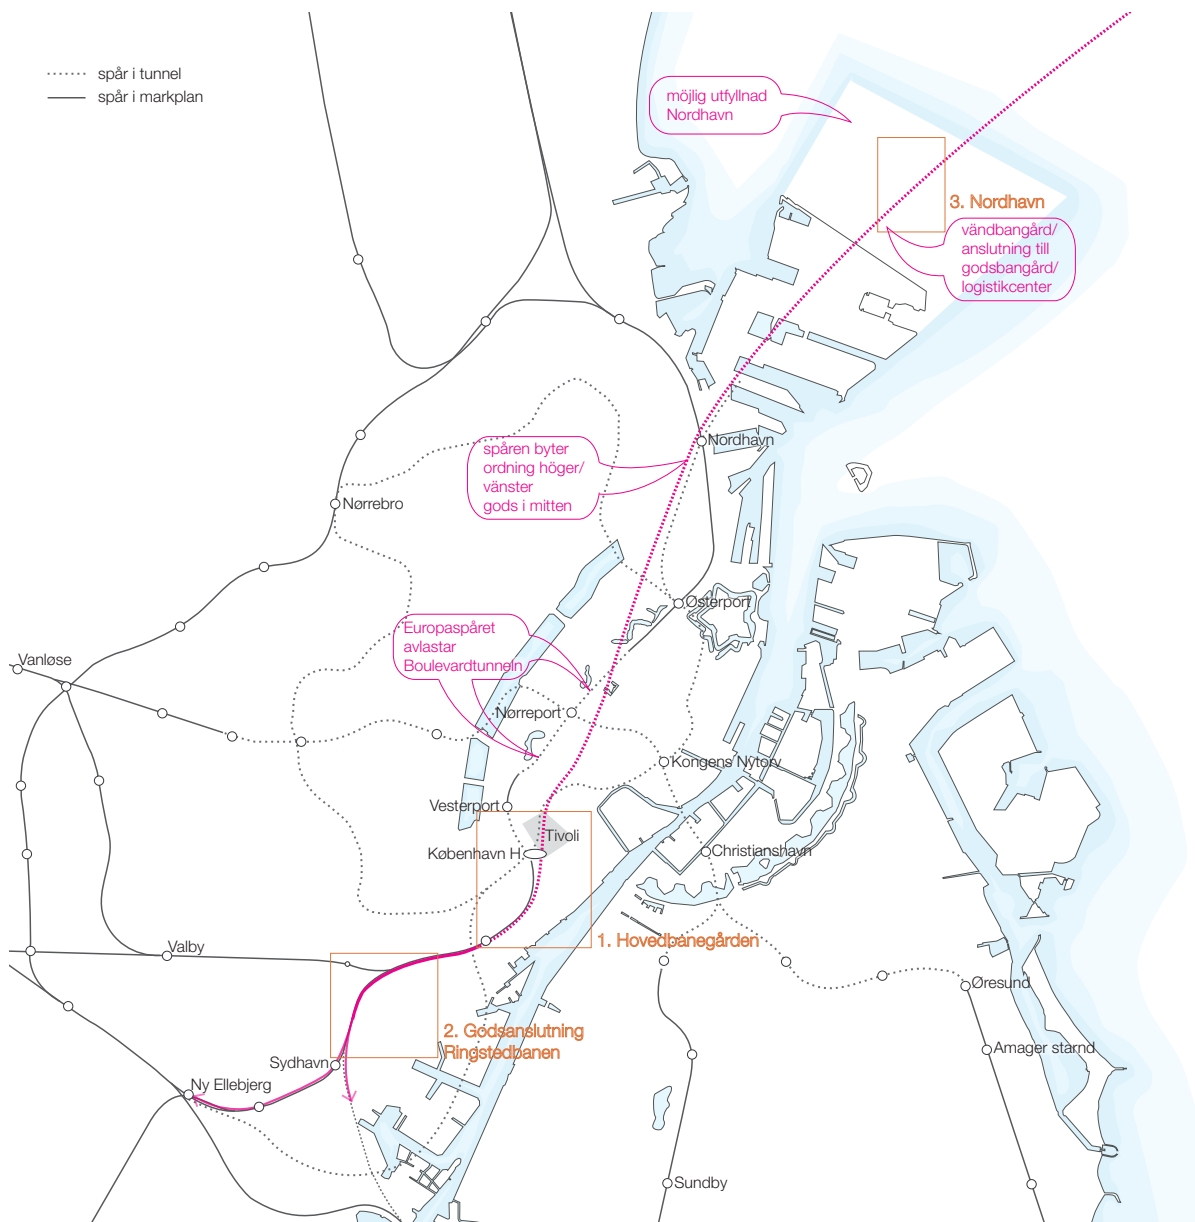 spår i tunnel
spår i markplan
möjlig utfyllnad
Nordhavn
3. Nordhavn
vändbangård/
anslutning till
godsbangård/
logistikcenter
Nordhavn
spåren byter
ordning höger/
vänster
gods i mitten
Nørrebro
Østerport
Europaspåret
avlastar
Boulevardtunneln
Vanløse
Nørreport
Kongens Nytorv
Vesterport
Tivoli
København H
Christianshavn
1. Hovedbanegården
Valby
Øresund
2. Godsanslutning
Ringstedbanen
Amager starnd
Sydhavn
Ny Ellebjerg
Sundby